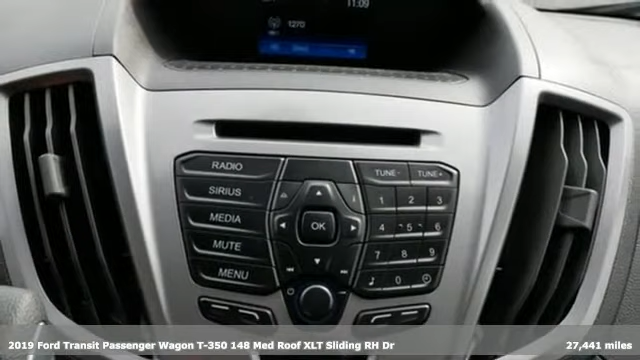 11:09
1270
RADIO
SIRIUS
MEDIA
MUTE
MENU
OK
i
TUNE- TUNE+
1 2 3
4 5 6
7 8 9
* 0
2019 Ford Transit Passenger Wagon T-350 148 Med Roof XLT Sliding RH Dr
27,441 miles